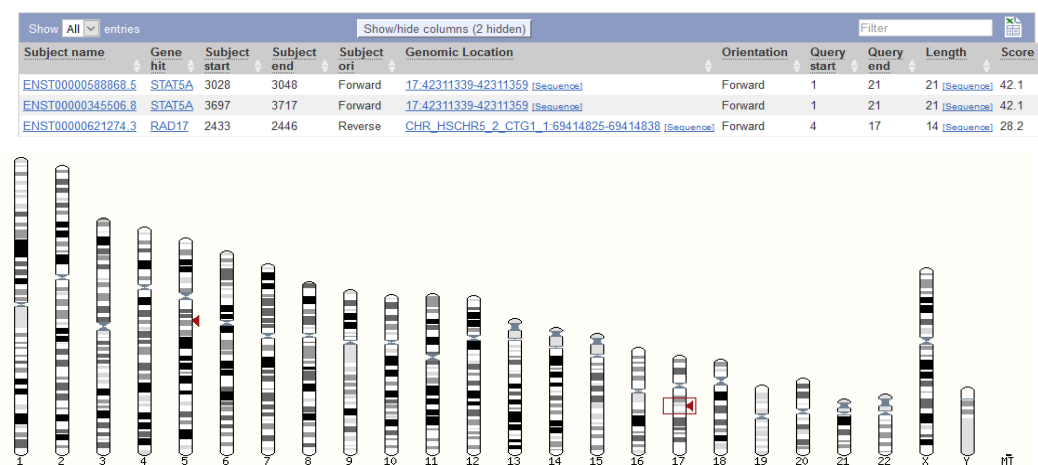 Show All entries Show/hide columns (2 hidden) Filter
Subject name Gene hit Subject start Subject end Subject ori Genomic Location Orientation Query start Query end Length Score
ENST00000588868.5 STAT5A 3028 3048 Forward 17:42311339-42311359 [Sequence] Forward 1 21 21 [Sequence] 42.1
ENST00000345506.8 STAT5A 3697 3717 Forward 17:42311339-42311359 [Sequence] Forward 1 21 21 [Sequence] 42.1
ENST00000621274.3 RAD17 2433 2446 Reverse CHR_HSCHR5_2_CTG1_1:69414825-69414838 [Sequence] Forward 4 17 14 [Sequence] 28.2
1 2 3 4 5 6 7 8 9 10 11 12 13 14 15 16 17 18 19 20 21 22 X Y MT